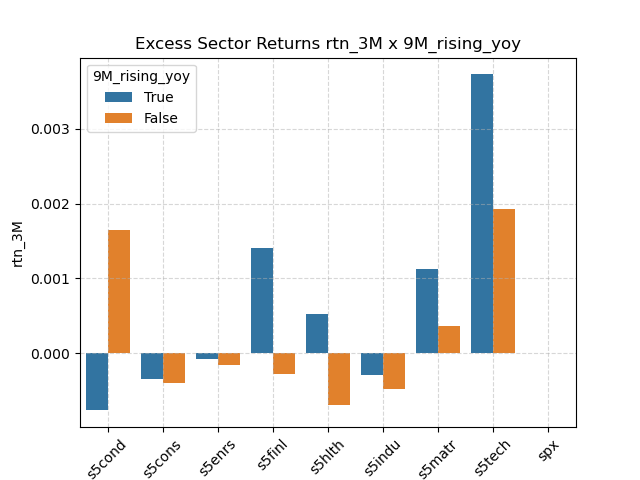 Excess Sector Returns rtn_3M x 9M_rising_yoy
9M_rising_yoy
True
False
rtn_3M
0.003
0.002
0.001
0.000
s5cond
s5cons
s5enrs
s5finl
s5hlth
s5indu
s5matr
s5tech
spx